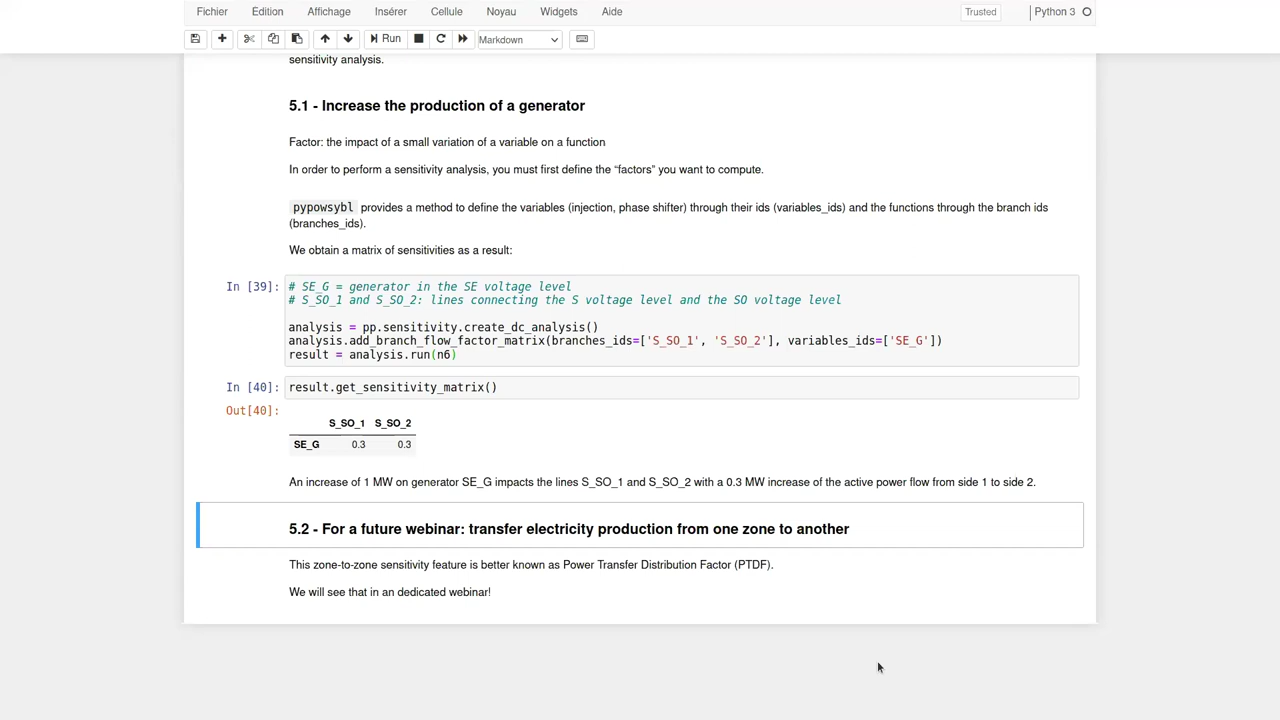 Fichier Édition Affichage Insérer Cellule Noyau Widgets Aide Trusted Python 3
Run Markdown
sensitivity analysis.
5.1 - Increase the production of a generator
Factor: the impact of a small variation of a variable on a function
In order to perform a sensitivity analysis, you must first define the “factors” you want to compute.
pypowsybl provides a method to define the variables (injection, phase shifter) through their ids (variables_ids) and the functions through the branch ids
(branches_ids).
We obtain a matrix of sensitivities as a result:
In [39]: # SE_G = generator in the SE voltage level
# S_SO_1 and S_SO_2: lines connecting the S voltage level and the SO voltage level
analysis = pp.sensitivity.create_dc_analysis()
analysis.add_branch_flow_factor_matrix(branches_ids=['S_SO_1', 'S_SO_2'], variables_ids=['SE_G'])
result = analysis.run(n6)
In [40]: result.get_sensitivity_matrix()
Out[40]:
S_SO_1 S_SO_2
SE_G 0.3 0.3
An increase of 1 MW on generator SE_G impacts the lines S_SO_1 and S_SO_2 with a 0.3 MW increase of the active power flow from side 1 to side 2.
5.2 - For a future webinar: transfer electricity production from one zone to another
This zone-to-zone sensitivity feature is better known as Power Transfer Distribution Factor (PTDF).
We will see that in an dedicated webinar!